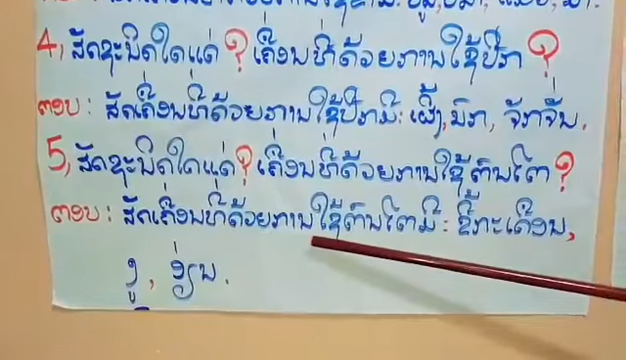 4, ສັດຊະນິດໃດແດ່ ? ເຄື່ອນທີ່ດ້ວຍການໃຊ້ປີກ ?
ຕອບ : ສັດເຄື່ອນທີ່ດ້ວຍການໃຊ້ປີກມີ: ເຜິ້ງ, ນົກ, ຈັກຈັ່ນ.
5, ສັດຊະນິດໃດແດ່? ເຄື່ອນທີ່ດ້ວຍການໃຊ້ຕົນໂຕ?
ຕອບ : ສັດເຄື່ອນທີ່ດ້ວຍການໃຊ້ຕົນໂຕມີ : ຂີ້ກະເດືອນ,
ງູ, ອ່ຽນ.